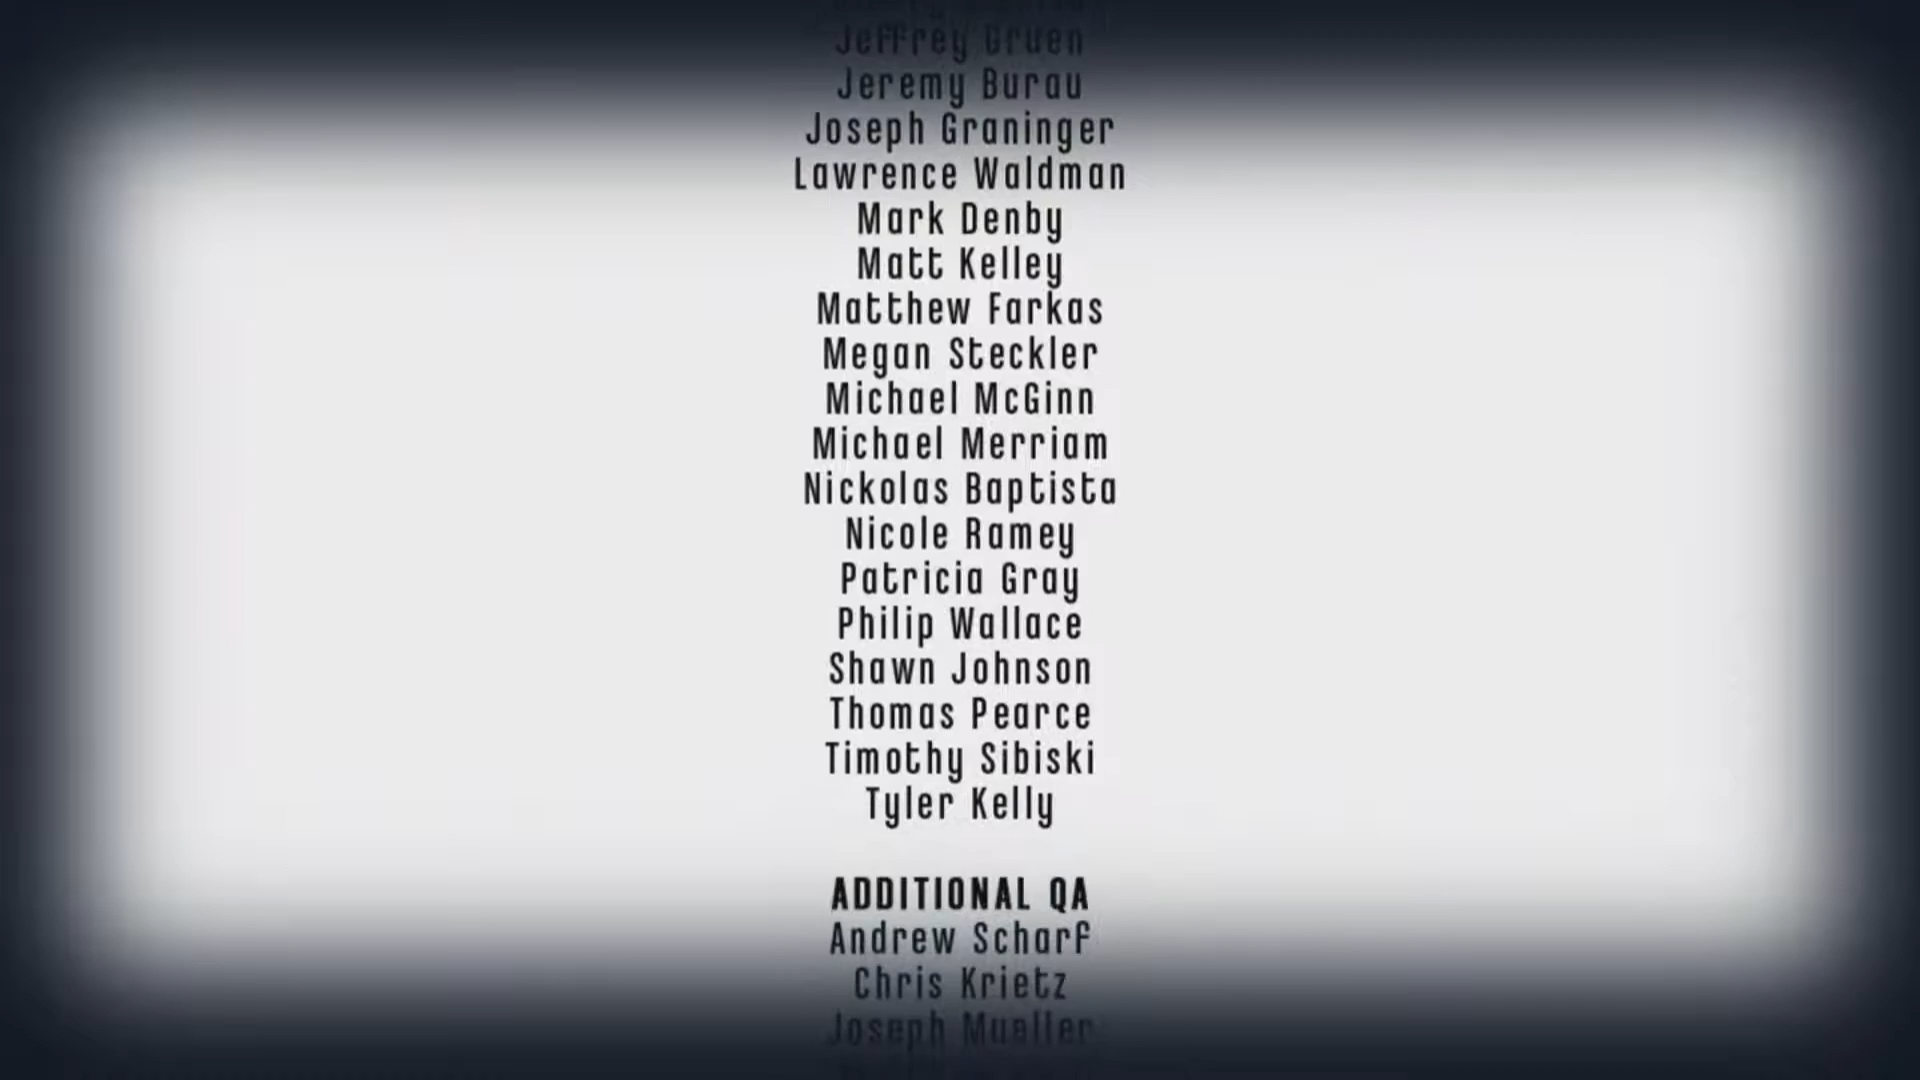 Jeffrey Gruen
Jeremy Burau
Joseph Graninger
Lawrence Waldman
Mark Denby
Matt Kelley
Matthew Farkas
Megan Steckler
Michael McGinn
Michael Merriam
Nickolas Baptista
Nicole Ramey
Patricia Gray
Philip Wallace
Shawn Johnson
Thomas Pearce
Timothy Sibiski
Tyler Kelly
ADDITIONAL QA
Andrew Scharf
Chris Krietz
Joseph Mueller